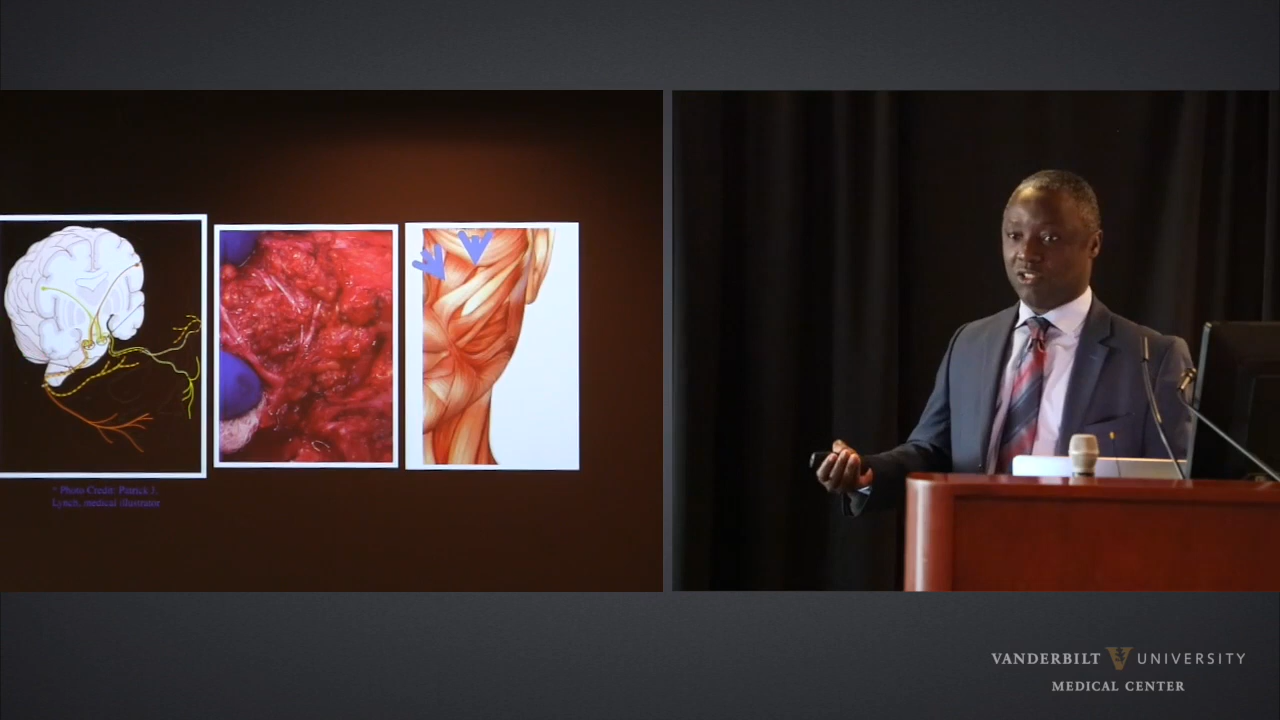 * Photo Credit: Patrick J.
Lynch, medical illustrator
VANDERBILT UNIVERSITY
MEDICAL CENTER